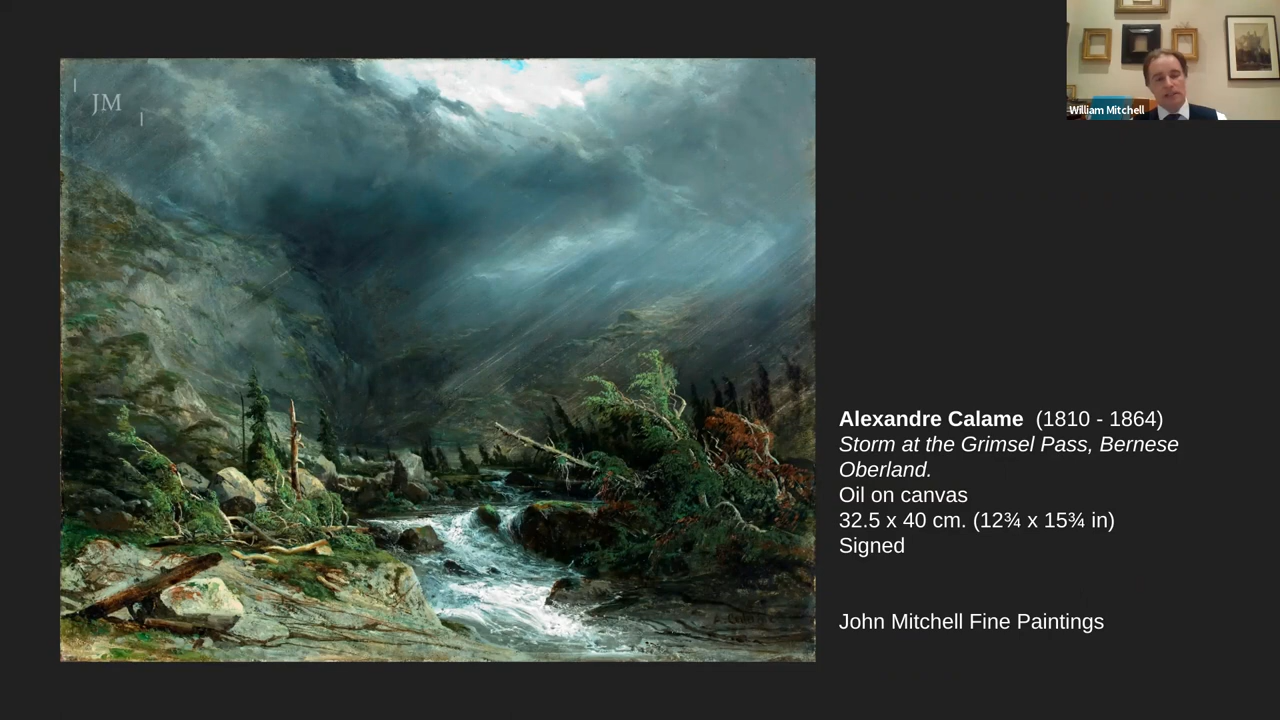 JM
William Mitchell
Alexandre Calame (1810 - 1864)
Storm at the Grimsel Pass, Bernese
Oberland.
Oil on canvas
32.5 x 40 cm. (12¾ x 15¾ in)
Signed
John Mitchell Fine Paintings